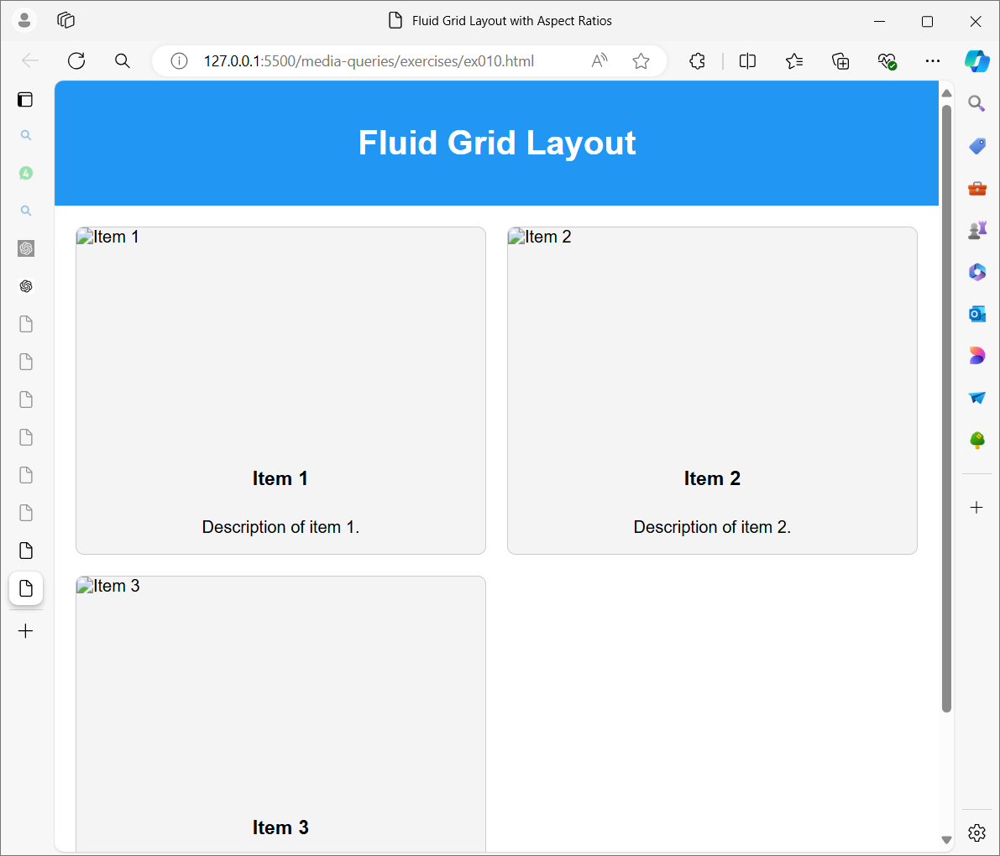 Fluid Grid Layout with Aspect Ratios
127.0.0.1:5500/media-queries/exercises/ex010.html
Fluid Grid Layout
Item 1
Item 2
Item 1
Item 2
Description of item 1.
Description of item 2.
Item 3
Item 3